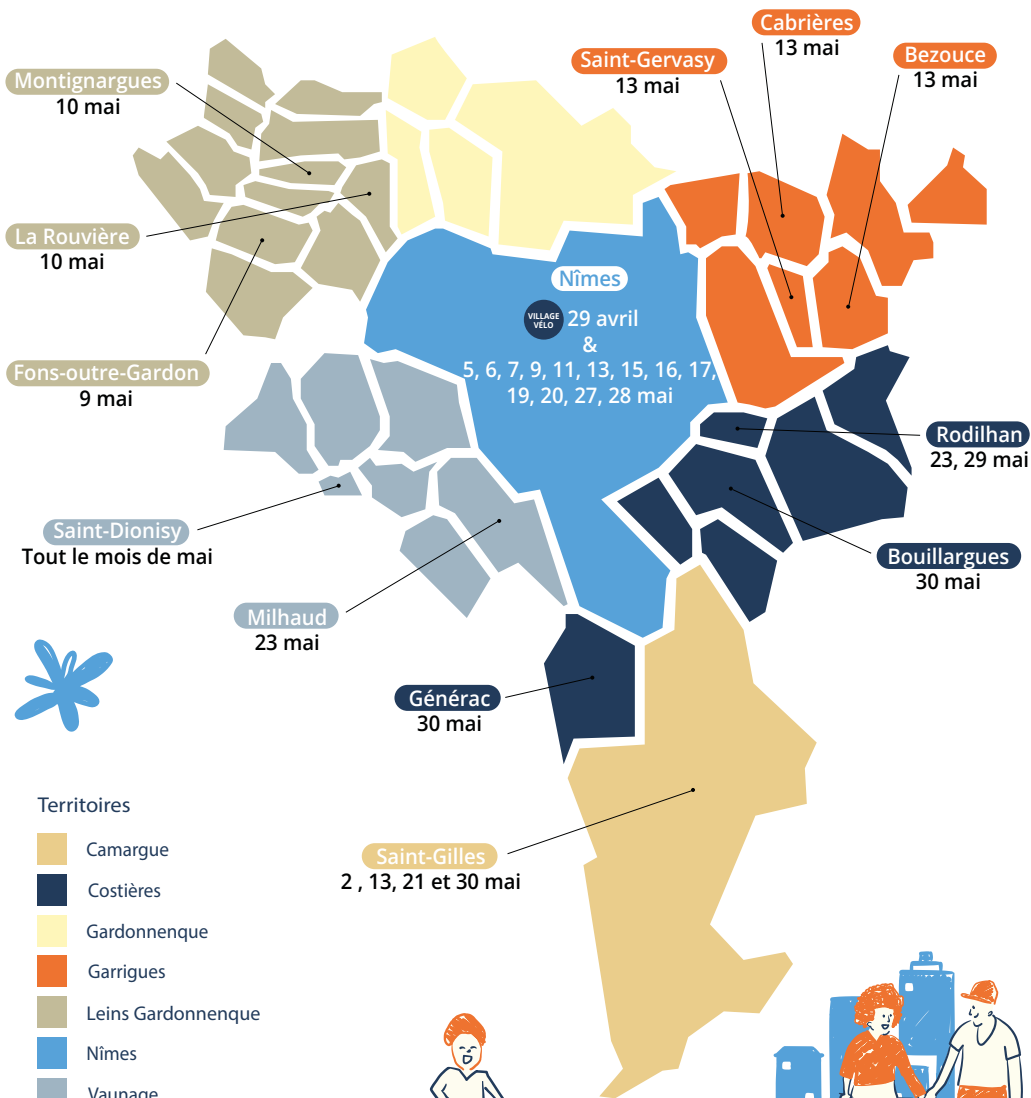 Cabrières
13 mai
Saint-Gervasy
13 mai
Bezouce
13 mai
Montignargues
10 mai
La Rouvière
10 mai
Nîmes
VILLAGE
VÉLO
29 avril
&
5, 6, 7, 9, 11, 13, 15, 16, 17,
19, 20, 27, 28 mai
Fons-outre-Gardon
9 mai
Rodilhan
23, 29 mai
Saint-Dionisy
Tout le mois de mai
Bouillargues
30 mai
Milhaud
23 mai
Générac
30 mai
Saint-Gilles
2 , 13, 21 et 30 mai
Territoires
Camargue
Costières
Gardonnenque
Garrigues
Leins Gardonnenque
Nîmes
Vaunage